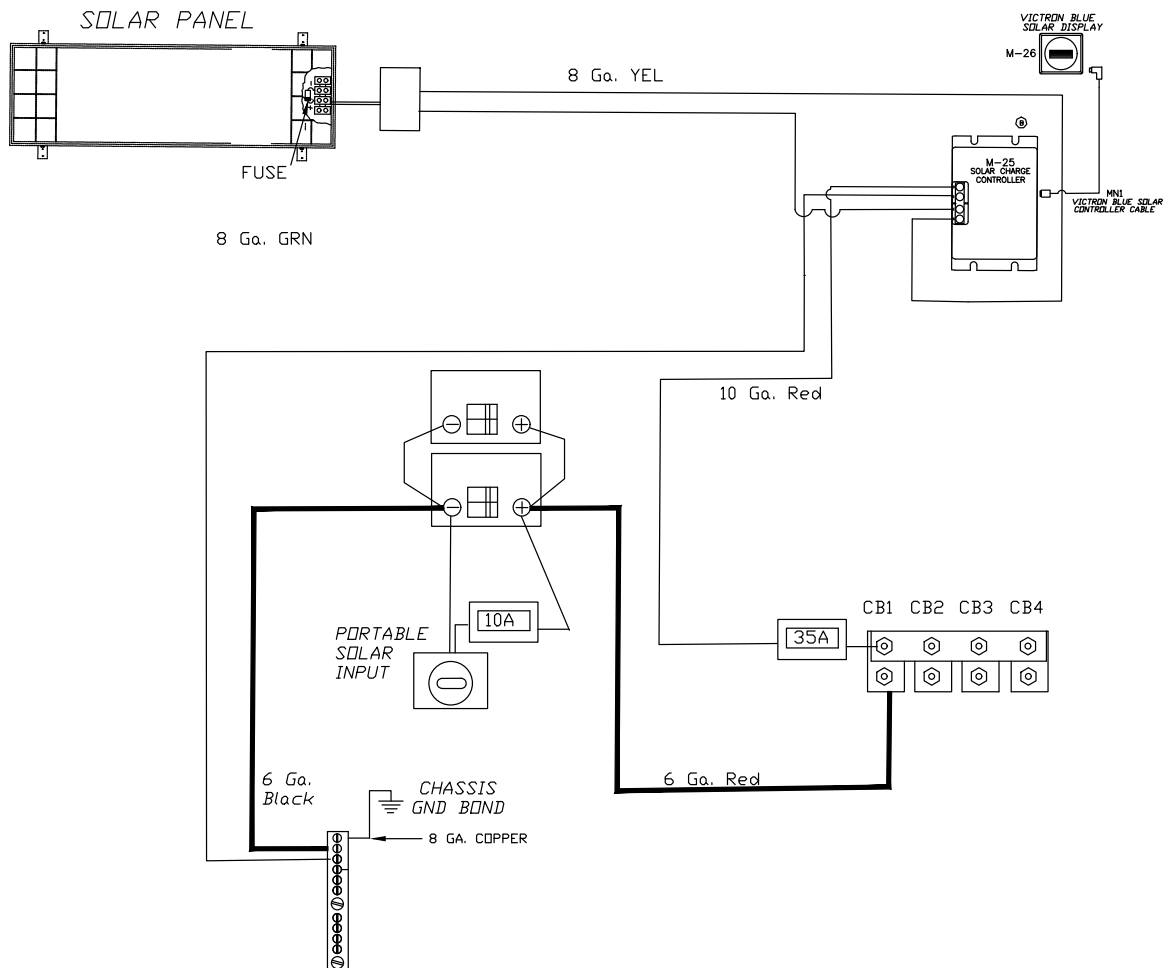 SOLAR PANEL
VICTRON BLUE
SOLAR DISPLAY
M-26
8 Ga. YEL
FUSE
B
M-25
SOLAR CHARGE
CONTROLLER
MN1
VICTRON BLUE SOLAR
CONTROLLER CABLE
8 Ga. GRN
10 Ga. Red
CB1 CB2 CB3 CB4
10A
35A
PORTABLE
SOLAR
INPUT
6 Ga.
Black
6 Ga. Red
CHASSIS
GND BOND
8 GA. COPPER